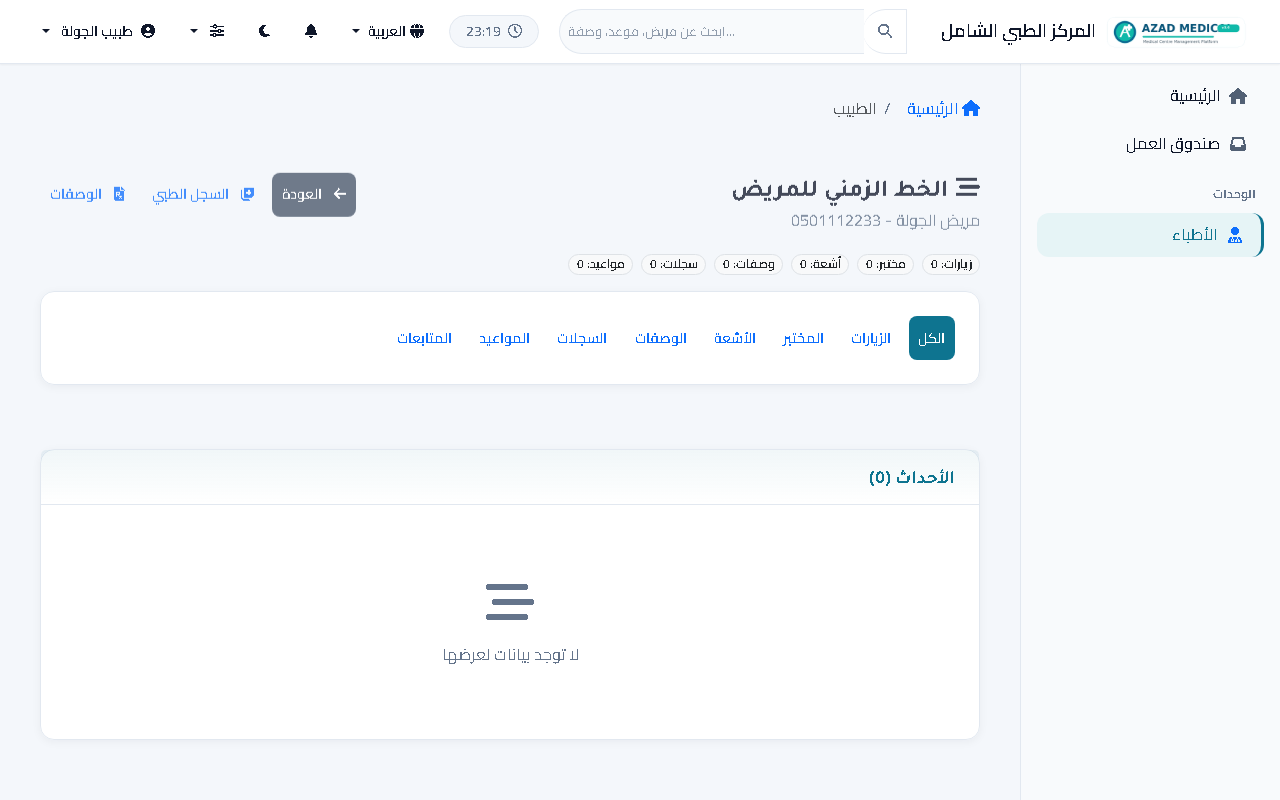 AZAD MEDIC
Medical Centre Management Platform
المركز الطبي الشامل
ابحث عن مريض، موعد، وصفة...
23:19
العربية
طبيب الجولة
الرئيسية
صندوق العمل
الوحدات
الأطباء
الرئيسية / الطبيب
الخط الزمني للمريض
مريض الجولة - 0501112233
العودة
السجل الطبي
الوصفات
زيارات: 0
مختبر: 0
أشعة: 0
وصفات: 0
سجلات: 0
مواعيد: 0
الكل
الزيارات
المختبر
الأشعة
الوصفات
السجلات
المواعيد
المتابعات
الأحداث (0)
لا توجد بيانات لعرضها